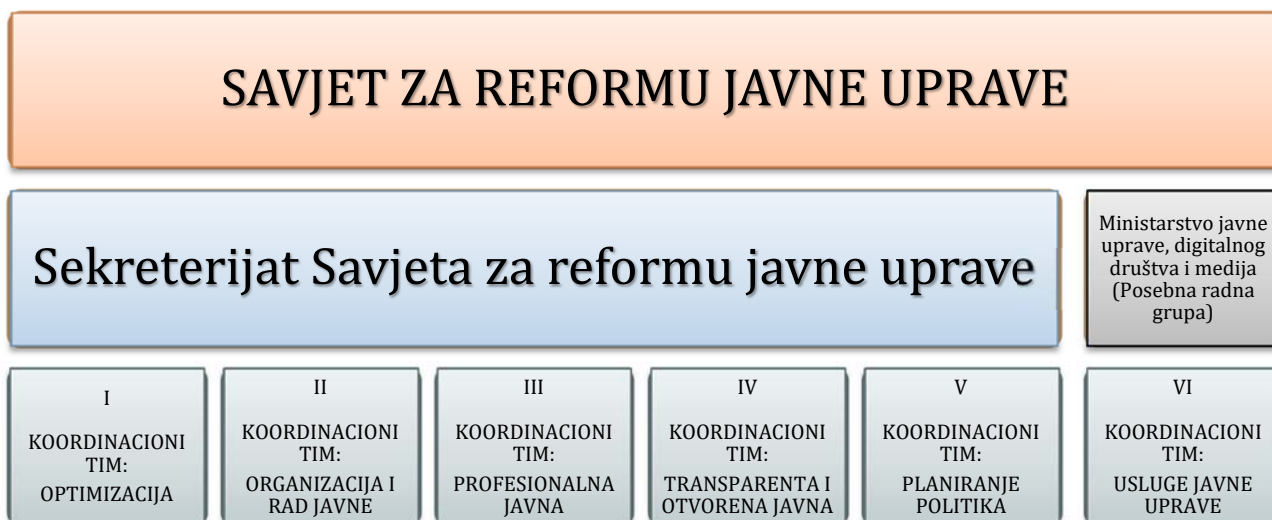 SAVJET ZA REFORMU JAVNE UPRAVE
Sekreterijat Savjeta za reformu javne uprave
Ministarstvo javne
uprave, digitalnog
društva i medija
(Posebna radna
grupa)
I
KOORDINACIONI
TIM:
OPTIMIZACIJA
II
KOORDINACIONI
TIM:
ORGANIZACIJA I
RAD JAVNE
III
KOORDINACIONI
TIM:
PROFESIONALNA
JAVNA
IV
KOORDINACIONI
TIM:
TRANSPARENTA I
OTVORENA JAVNA
V
KOORDINACIONI
TIM:
PLANIRANJE
POLITIKA
VI
KOORDINACIONI
TIM:
USLUGE JAVNE
UPRAVE